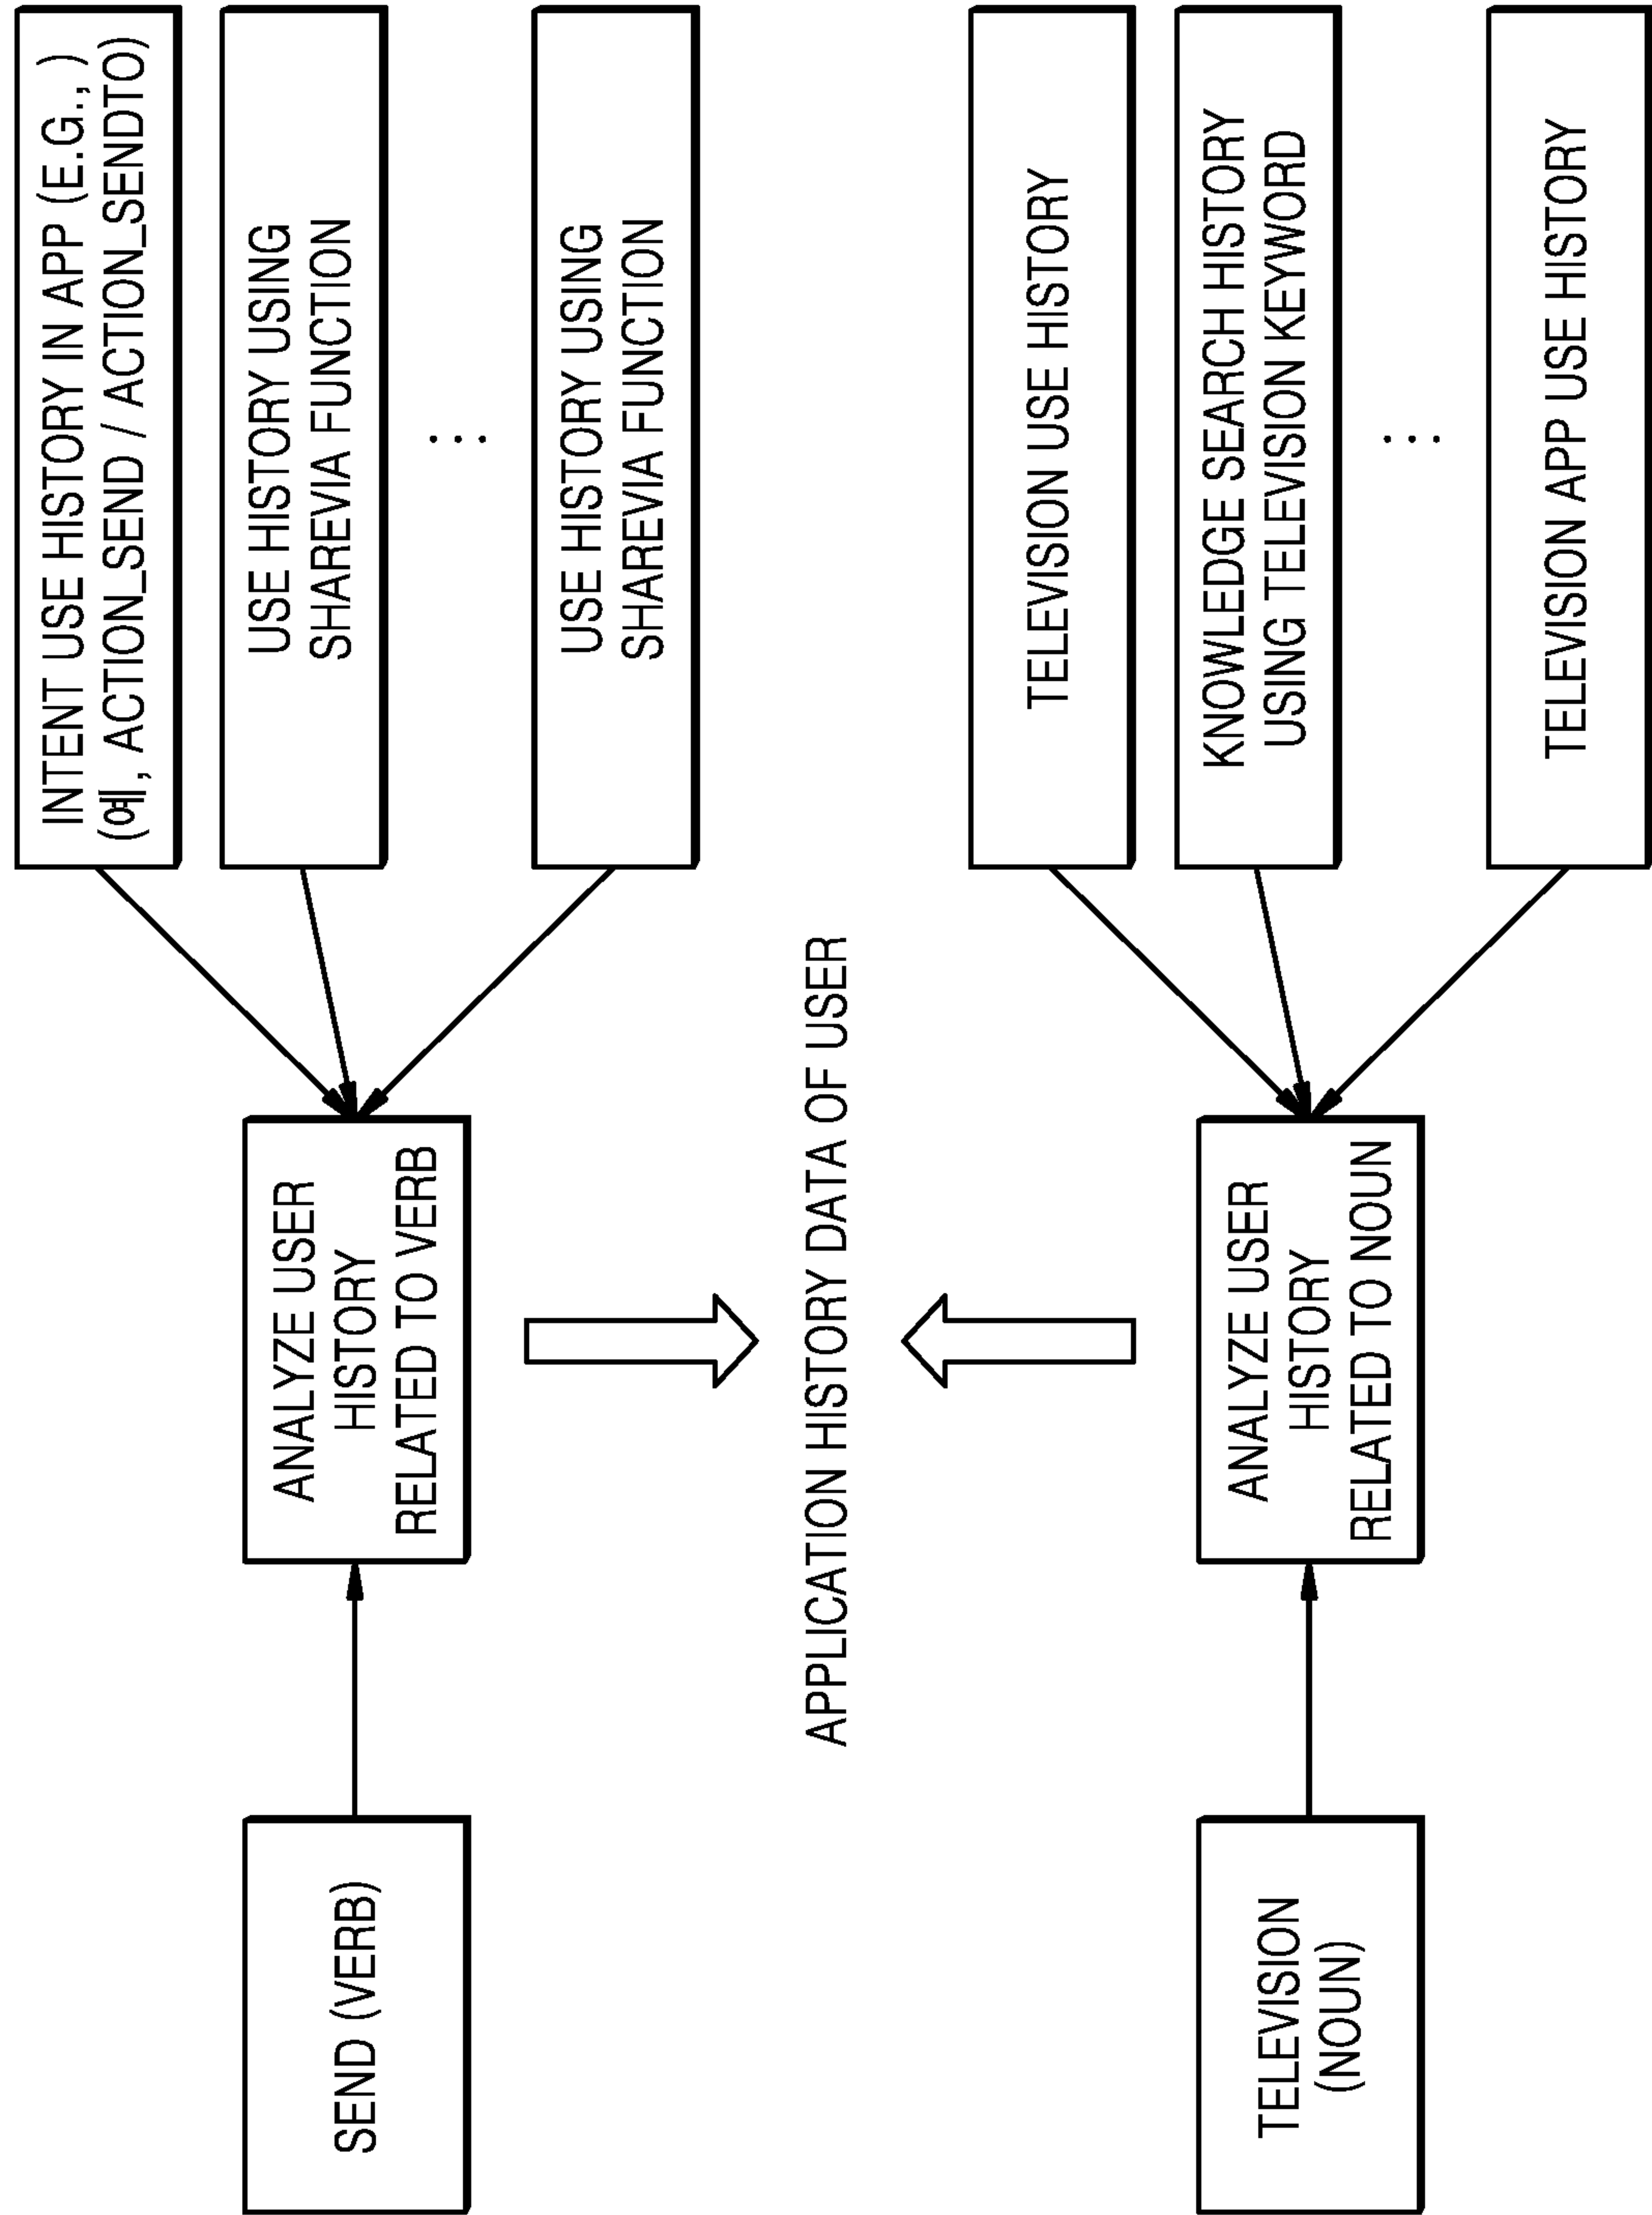 SEND (VERB)
ANALYZE USER
HISTORY
RELATED TO VERB
INTENT USE HISTORY IN APP (E.G., )
(예, ACTION_SEND / ACTION_SENDTO)
USE HISTORY USING
SHAREVIA FUNCTION
...
USE HISTORY USING
SHAREVIA FUNCTION
APPLICATION HISTORY DATA OF USER
TELEVISION
(NOUN)
ANALYZE USER
HISTORY
RELATED TO NOUN
TELEVISION USE HISTORY
KNOWLEDGE SEARCH HISTORY
USING TELEVISION KEYWORD
...
TELEVISION APP USE HISTORY